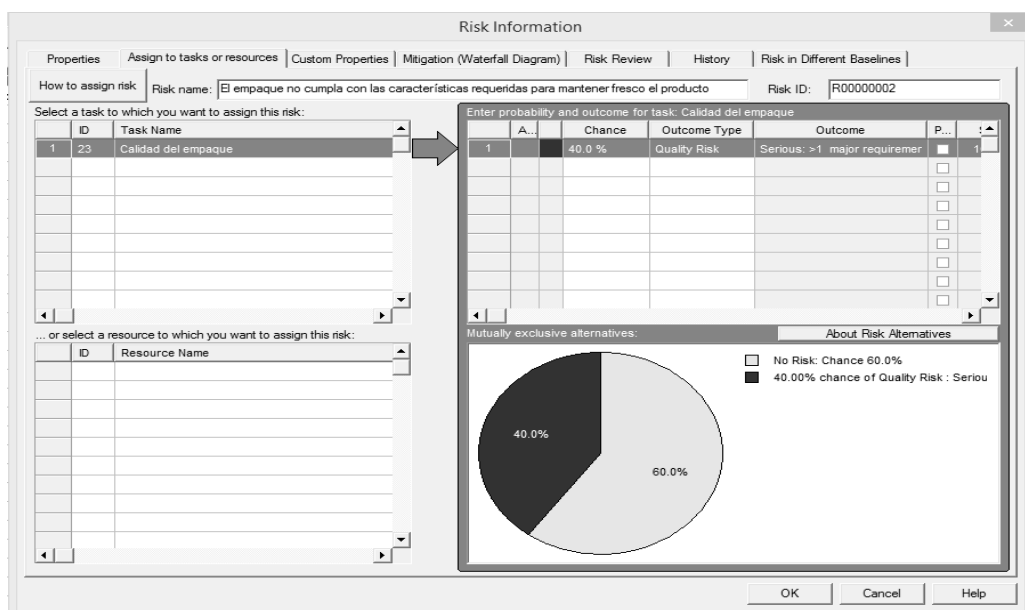 Risk Information
Properties Assign to tasks or resources Custom Properties Mitigation (Waterfall Diagram) Risk Review History Risk in Different Baselines
How to assign risk Risk name: El empaque no cumpla con las características requeridas para mantener fresco el producto Risk ID: R00000002
Select a task to which you want to assign this risk:
ID Task Name
1 23 Calidad del empaque
Enter probability and outcome for task: Calidad del empaque
A... Chance Outcome Type Outcome P...
1 40.0 % Quality Risk Serious: >1 major requiremer 1
... or select a resource to which you want to assign this risk:
ID Resource Name
Mutually exclusive alternatives: About Risk Alternatives
No Risk: Chance 60.0%
40.00% chance of Quality Risk : Seriou
40.0%
60.0%
OK Cancel Help